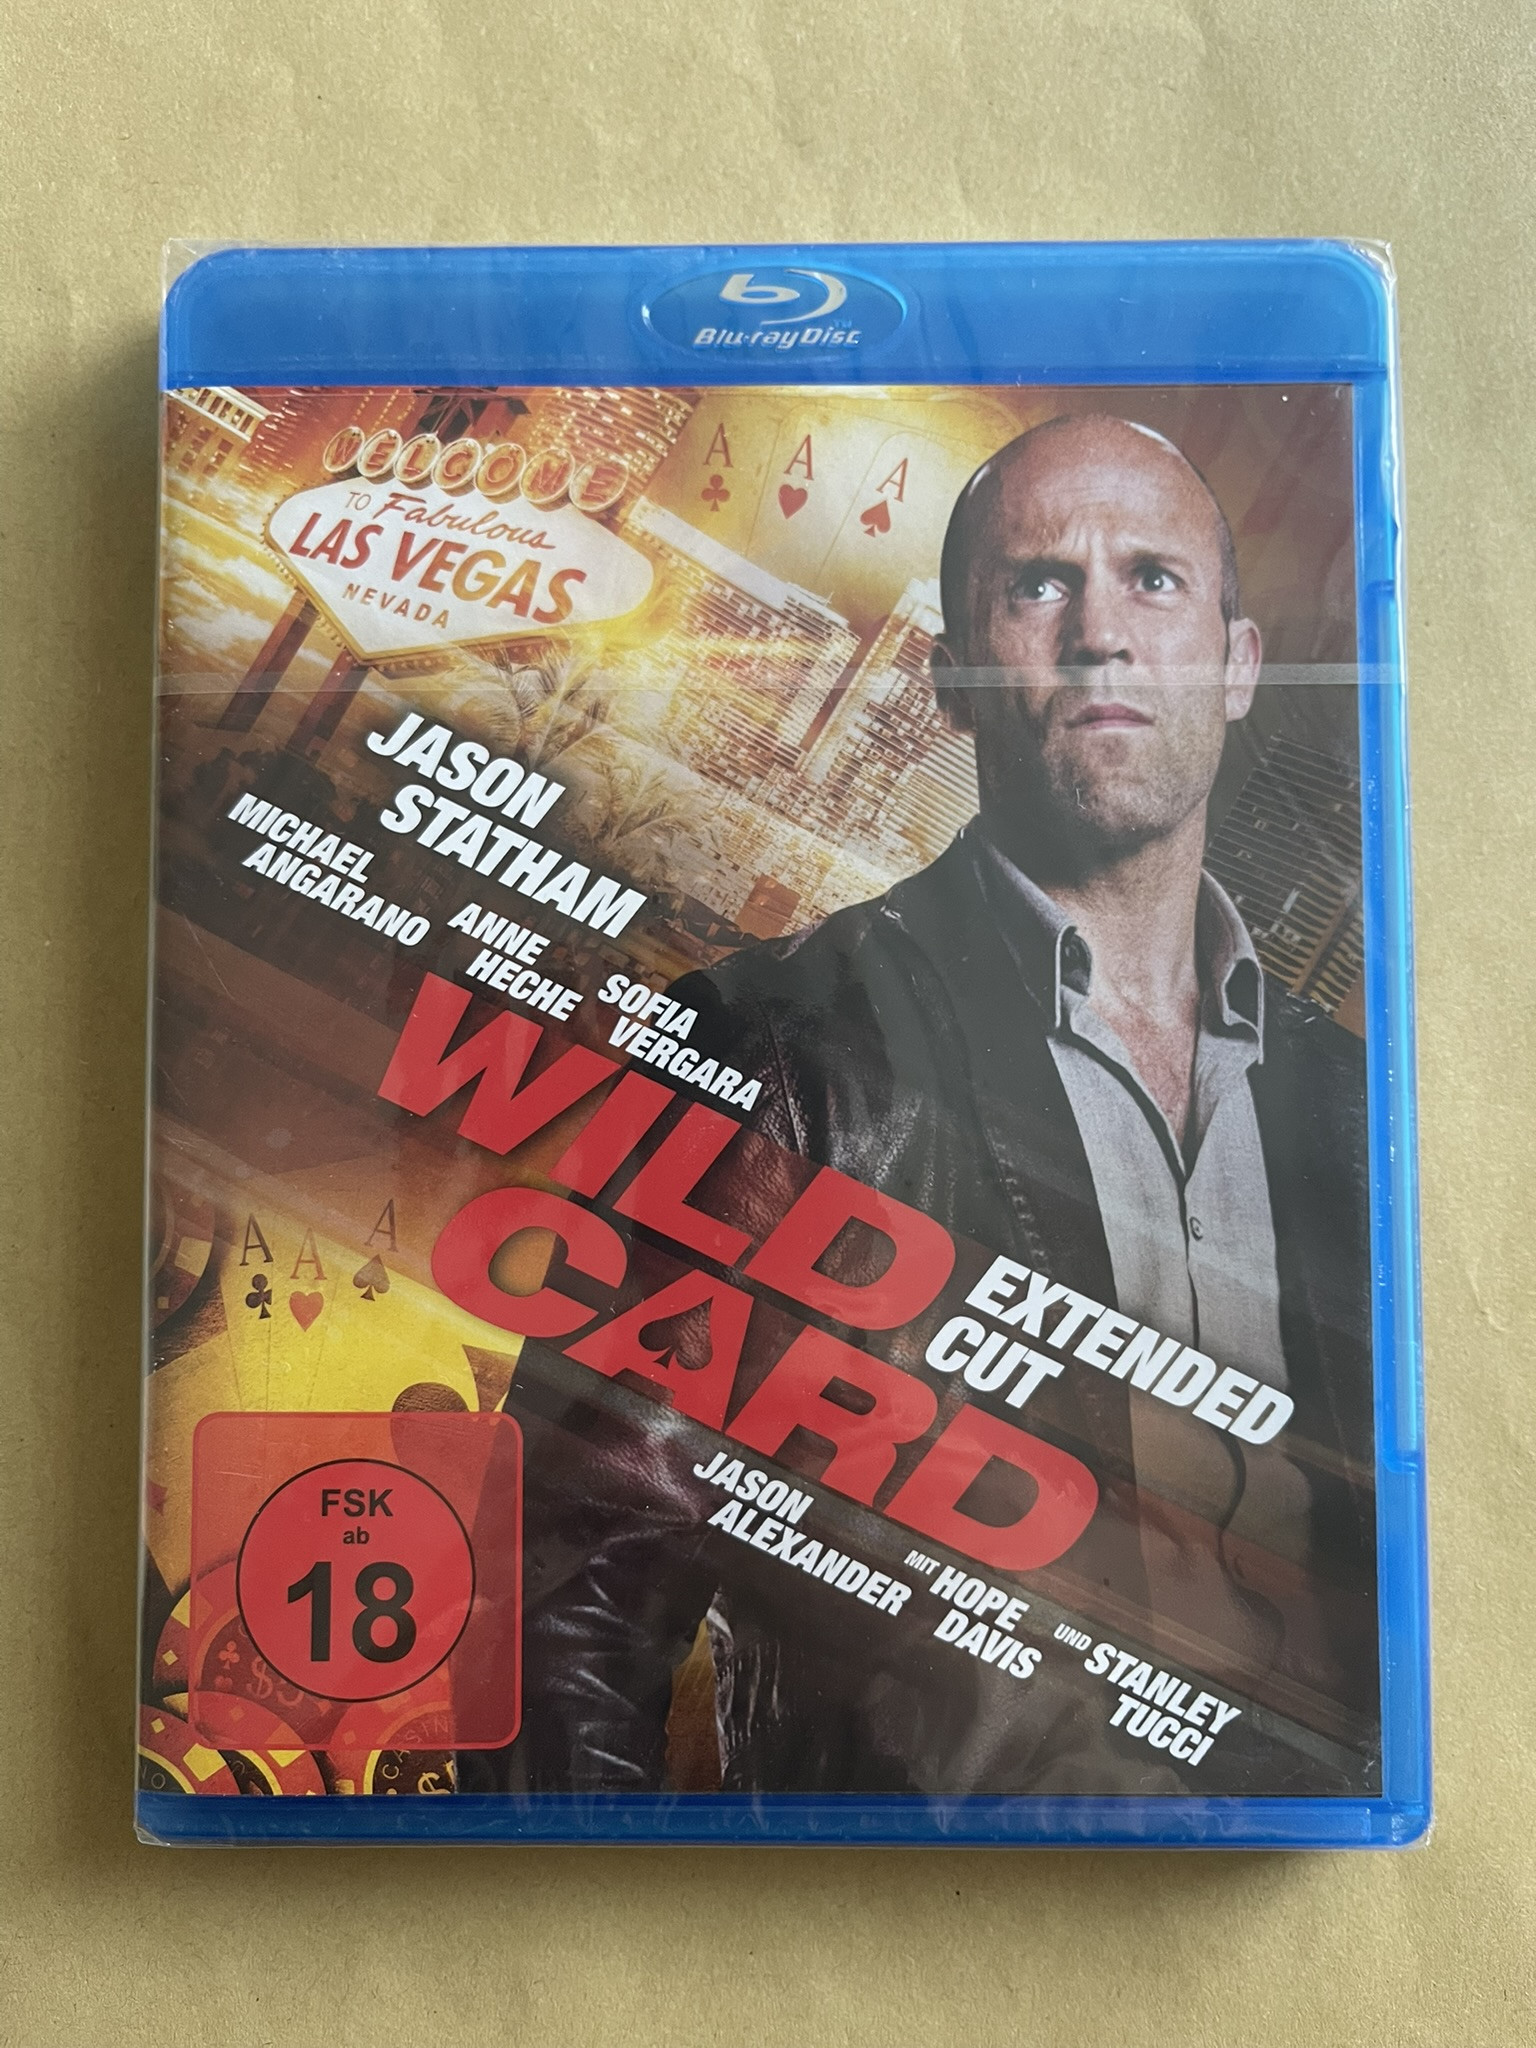 Blu-ray Disc™
WELCOME
TO Fabulous
LAS VEGAS
NEVADA
A A A
JASON
STATHAM
MICHAEL
ANGARANO
ANNE
HECHE
SOFIA
VERGARA
WILD
CARD
EXTENDED
CUT
A A A
FSK
ab
18
JASON
ALEXANDER
MIT HOPE
DAVIS
UND STANLEY
TUCCI